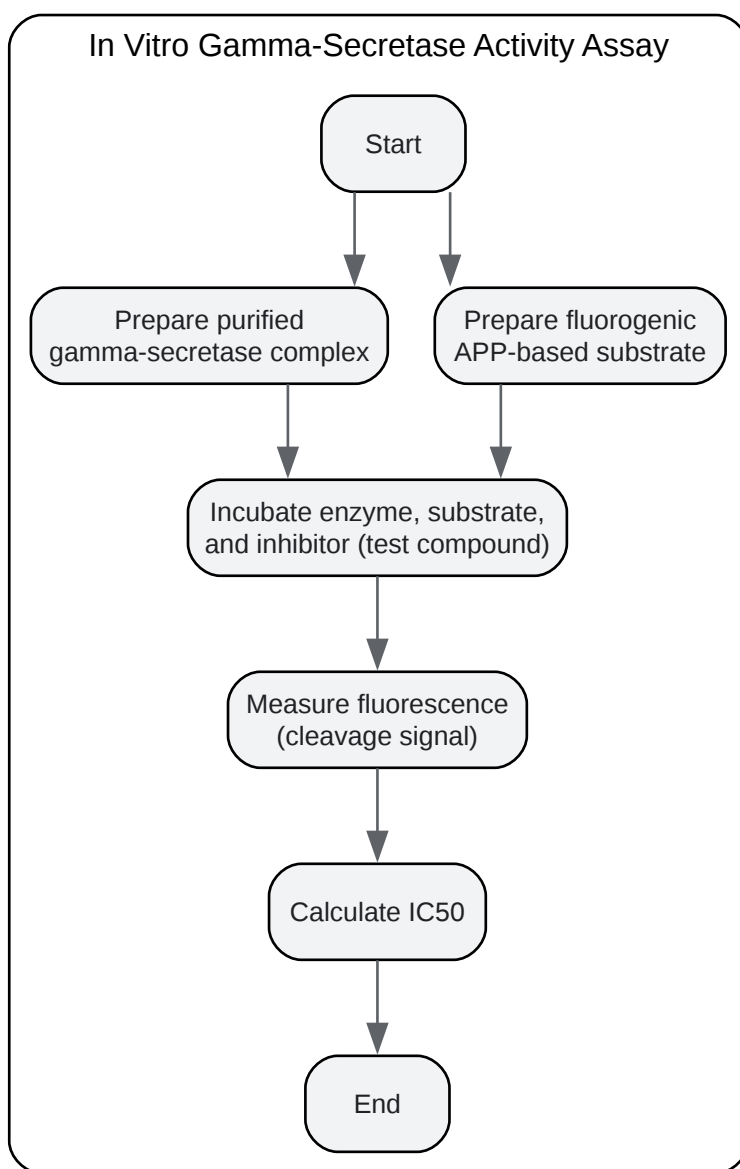 In Vitro Gamma-Secretase Activity Assay
Start
Prepare purified
gamma-secretase complex
Prepare fluorogenic
APP-based substrate
Incubate enzyme, substrate,
and inhibitor (test compound)
Measure fluorescence
(cleavage signal)
Calculate IC50
End